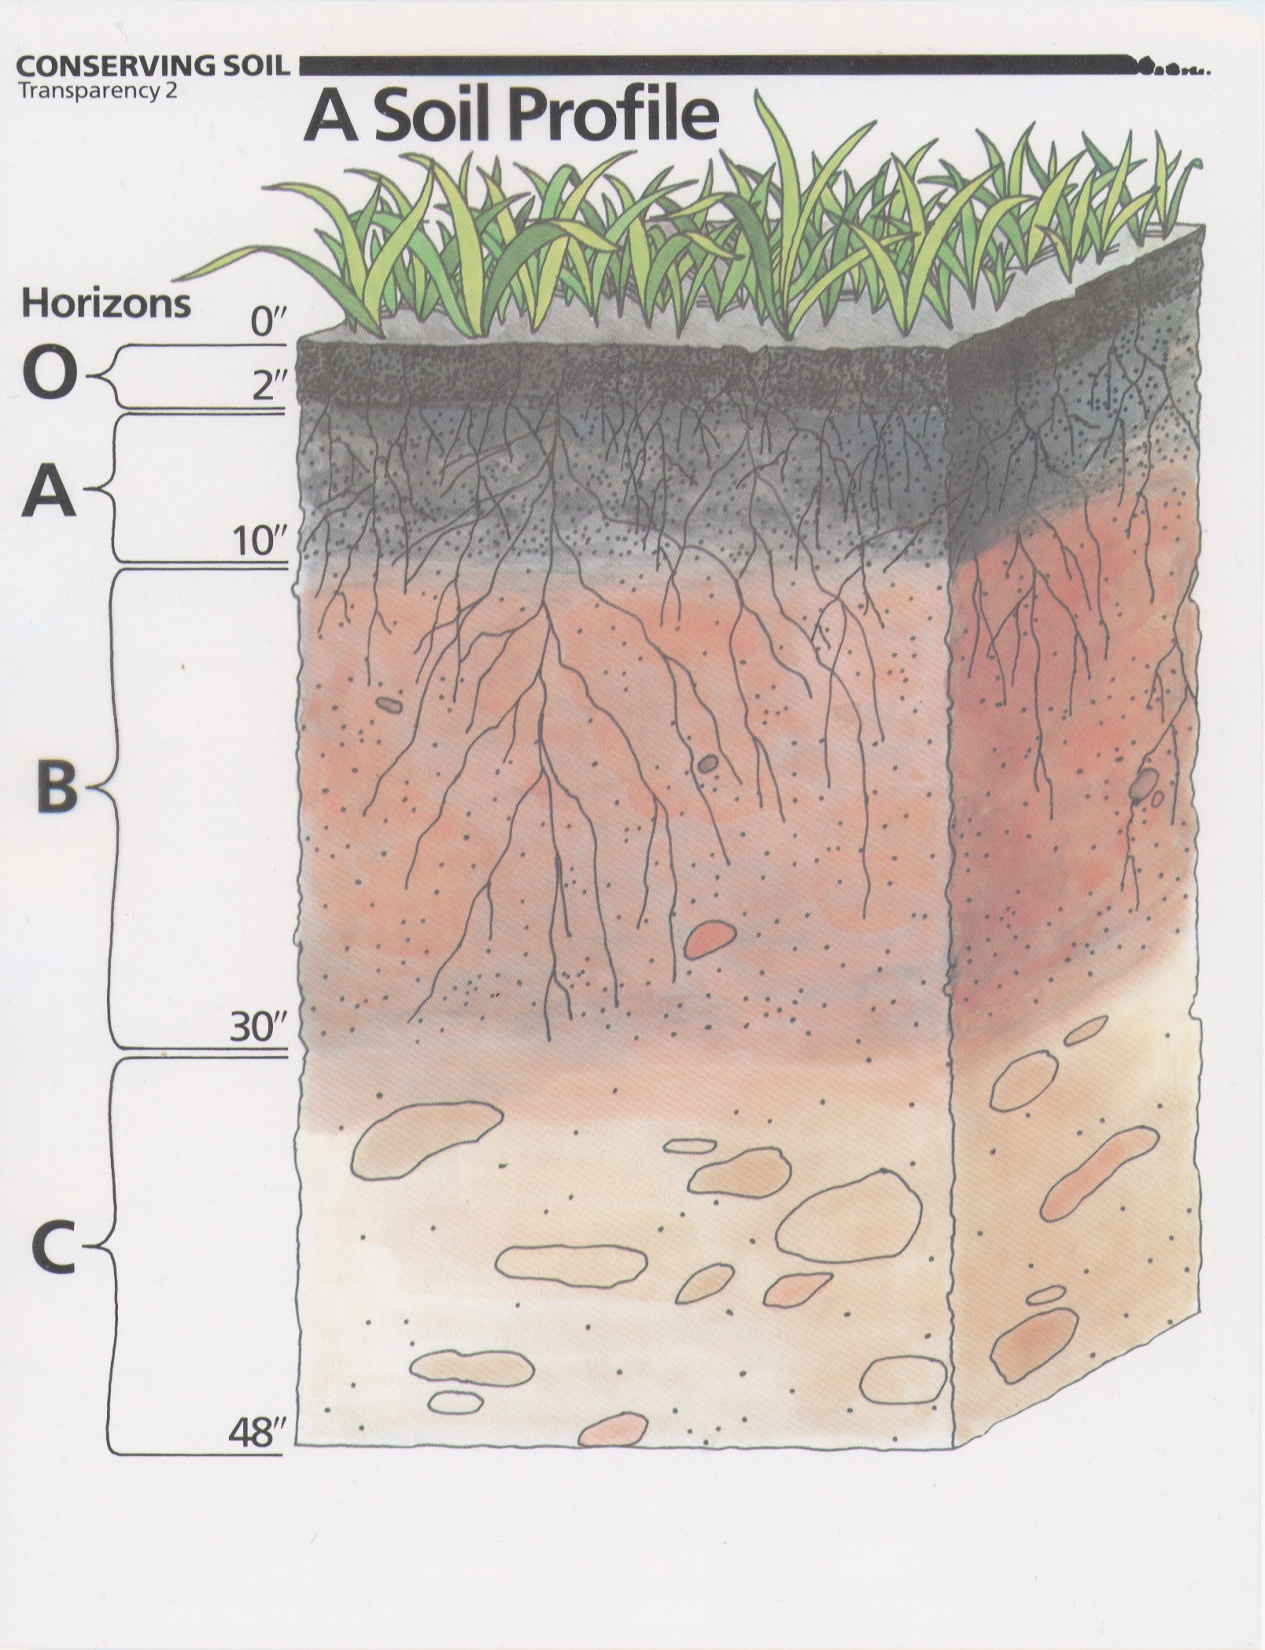 CONSERVING SOIL
Transparency 2
A Soil Profile
Horizons
0"
O
2"
A
10"
B
30"
C
48"